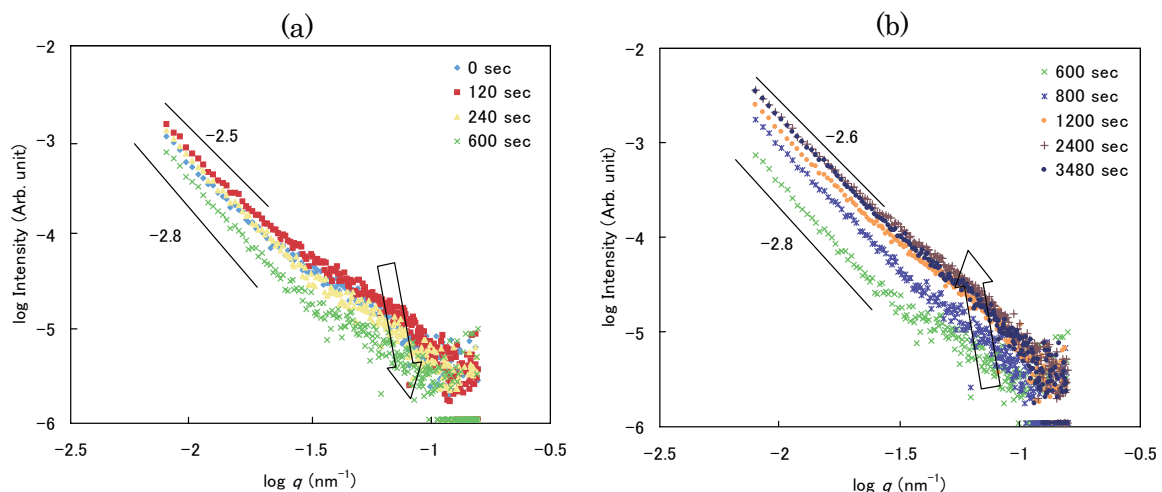 (a)
−2
−3
−4
−5
−6
−2.5
−2
−1.5
−1
−0.5
log Intensity (Arb. unit)
log q (nm⁻¹)
0 sec
120 sec
240 sec
600 sec
−2.5
−2.8
(b)
−2
−3
−4
−5
−6
−2.5
−2
−1.5
−1
−0.5
log Intensity (Arb. unit)
log q (nm⁻¹)
600 sec
800 sec
1200 sec
2400 sec
3480 sec
−2.6
−2.8